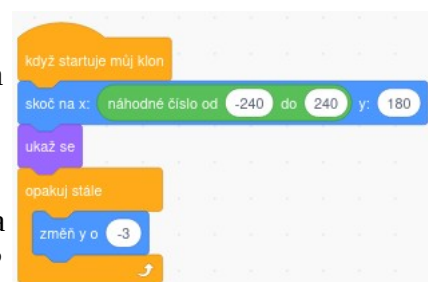 když startuje můj klon
skoč na x: náhodné číslo od -240 do 240 y: 180
ukaž se
opakuj stále
změň y o -3